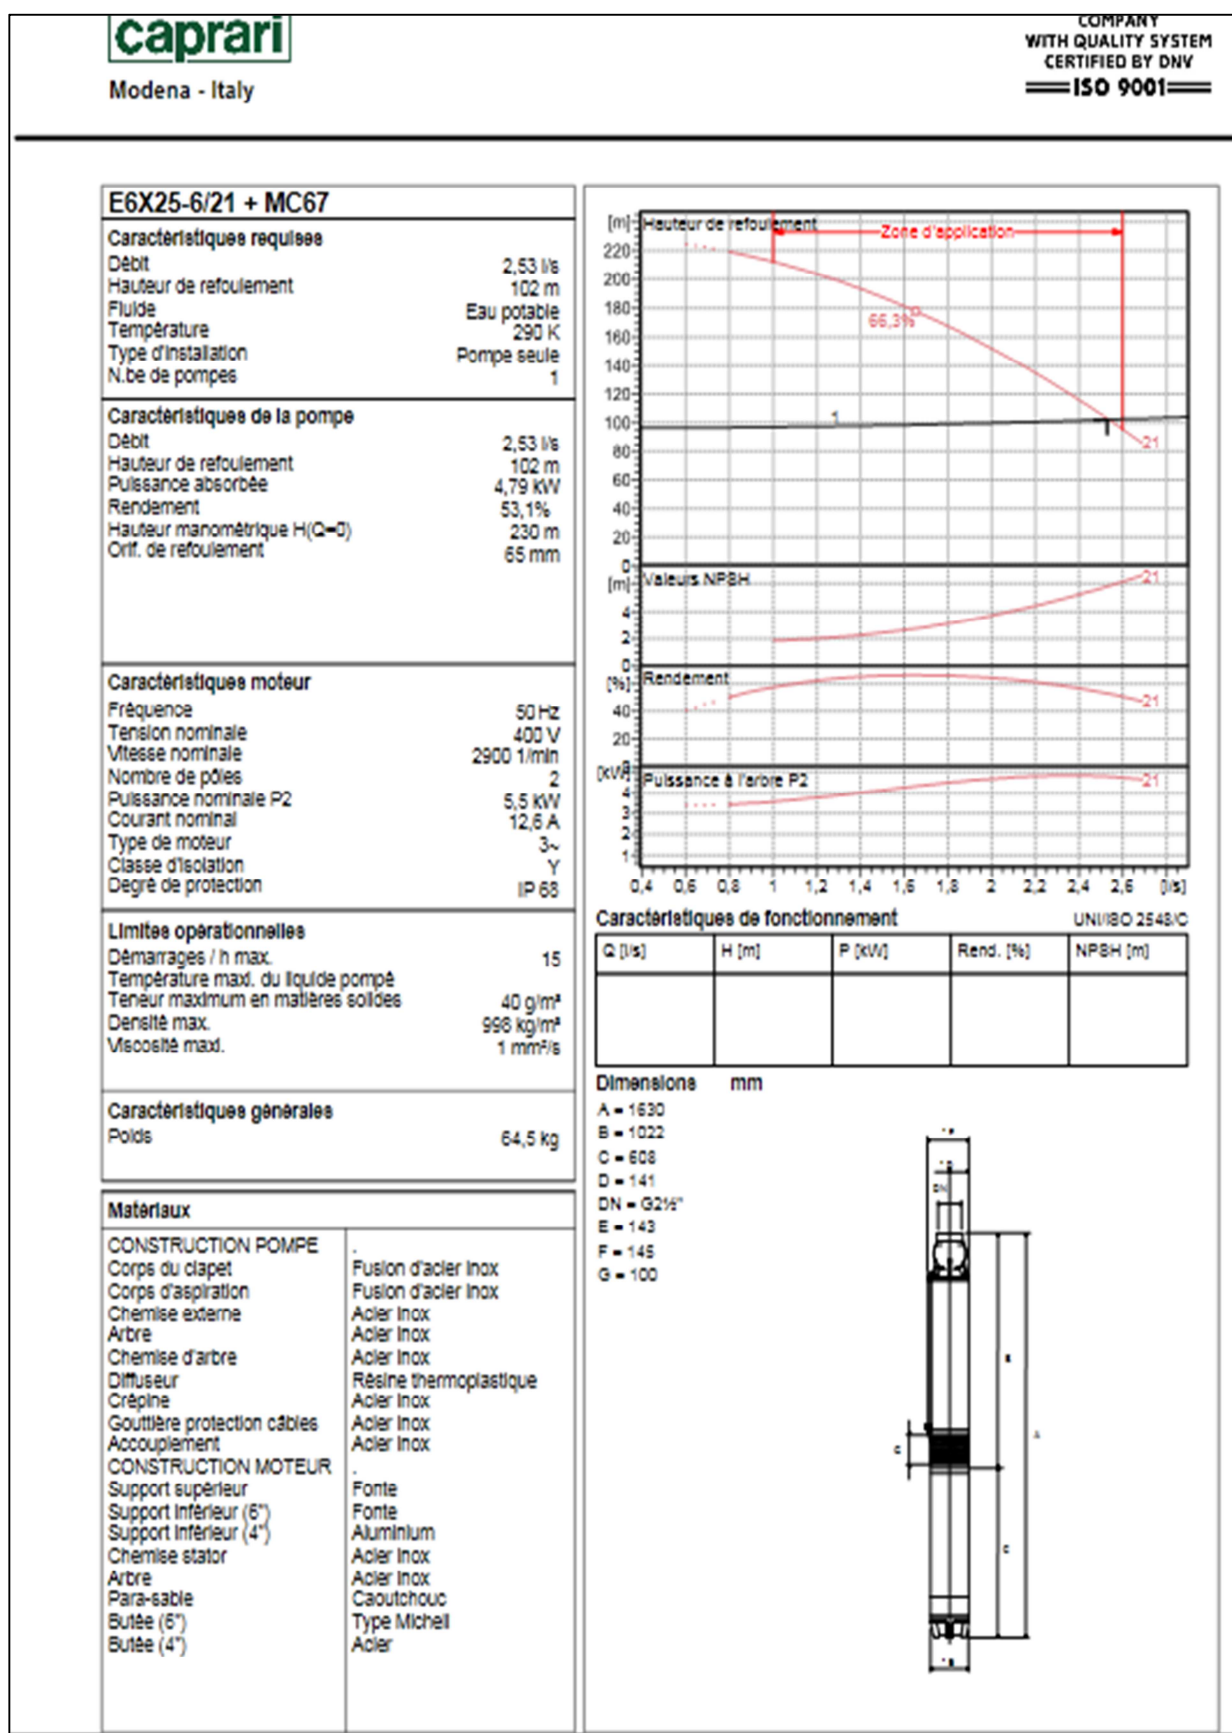 caprari
Modena - Italy
COMPANY
WITH QUALITY SYSTEM
CERTIFIED BY DNV
ISO 9001
E6X25-6/21 + MC67
Caractéristiques requises
Débit 2,53 l/s
Hauteur de refoulement 102 m
Fluide Eau potable
Température 290 K
Type d'installation Pompe seule
N.be de pompes 1
Caractéristiques de la pompe
Débit 2,53 l/s
Hauteur de refoulement 102 m
Puissance absorbée 4,79 kW
Rendement 53,1%
Hauteur manométrique H(Q=0) 230 m
Orif. de refoulement 65 mm
Caractéristiques moteur
Fréquence 50 Hz
Tension nominale 400 V
Vitesse nominale 2900 1/min
Nombre de pôles 2
Puissance nominale P2 5,5 kW
Courant nominal 12,6 A
Type de moteur 3~
Classe d'isolation Y
Degré de protection IP 68
Limites opérationnelles
Démarrages / h max. 15
Température maxi. du liquide pompé
Teneur maximum en matières solides 40 g/m³
Densité max. 998 kg/m³
Viscosité maxi. 1 mm²/s
Caractéristiques générales
Poids 64,5 kg
Matériaux
CONSTRUCTION POMPE .
Corps du clapet Fusion d'acier inox
Corps d'aspiration Fusion d'acier inox
Chemise externe Acier inox
Arbre Acier inox
Chemise d'arbre Acier inox
Diffuseur Résine thermoplastique
Crépine Acier inox
Gouttière protection câbles Acier inox
Accouplement Acier inox
CONSTRUCTION MOTEUR .
Support supérieur Fonte
Support inférieur (6") Fonte
Support inférieur (4") Aluminium
Chemise stator Acier inox
Arbre Acier inox
Para-sable Caoutchouc
Butée (6") Type Michell
Butée (4") Acier
[m] Hauteur de refoulement
Zone d'application
220
200
180
66,3%
160
140
120
100 1
80 21
60
40
20
0
[m] Valeurs NPSH 21
4
2
0
[%] Rendement
21
40
20
0
[kW] Puissance à l'arbre P2 21
4
3
2
1
0,4 0,6 0,8 1 1,2 1,4 1,6 1,8 2 2,2 2,4 2,6 [l/s]
Caractéristiques de fonctionnement UNI/ISO 2548/C
Q [l/s] H [m] P [kW] Rend. [%] NPSH [m]
Dimensions mm
A = 1630
B = 1022
C = 608
D = 141
DN = G2½"
E = 143
F = 145
G = 100
DN
B
A
G
C